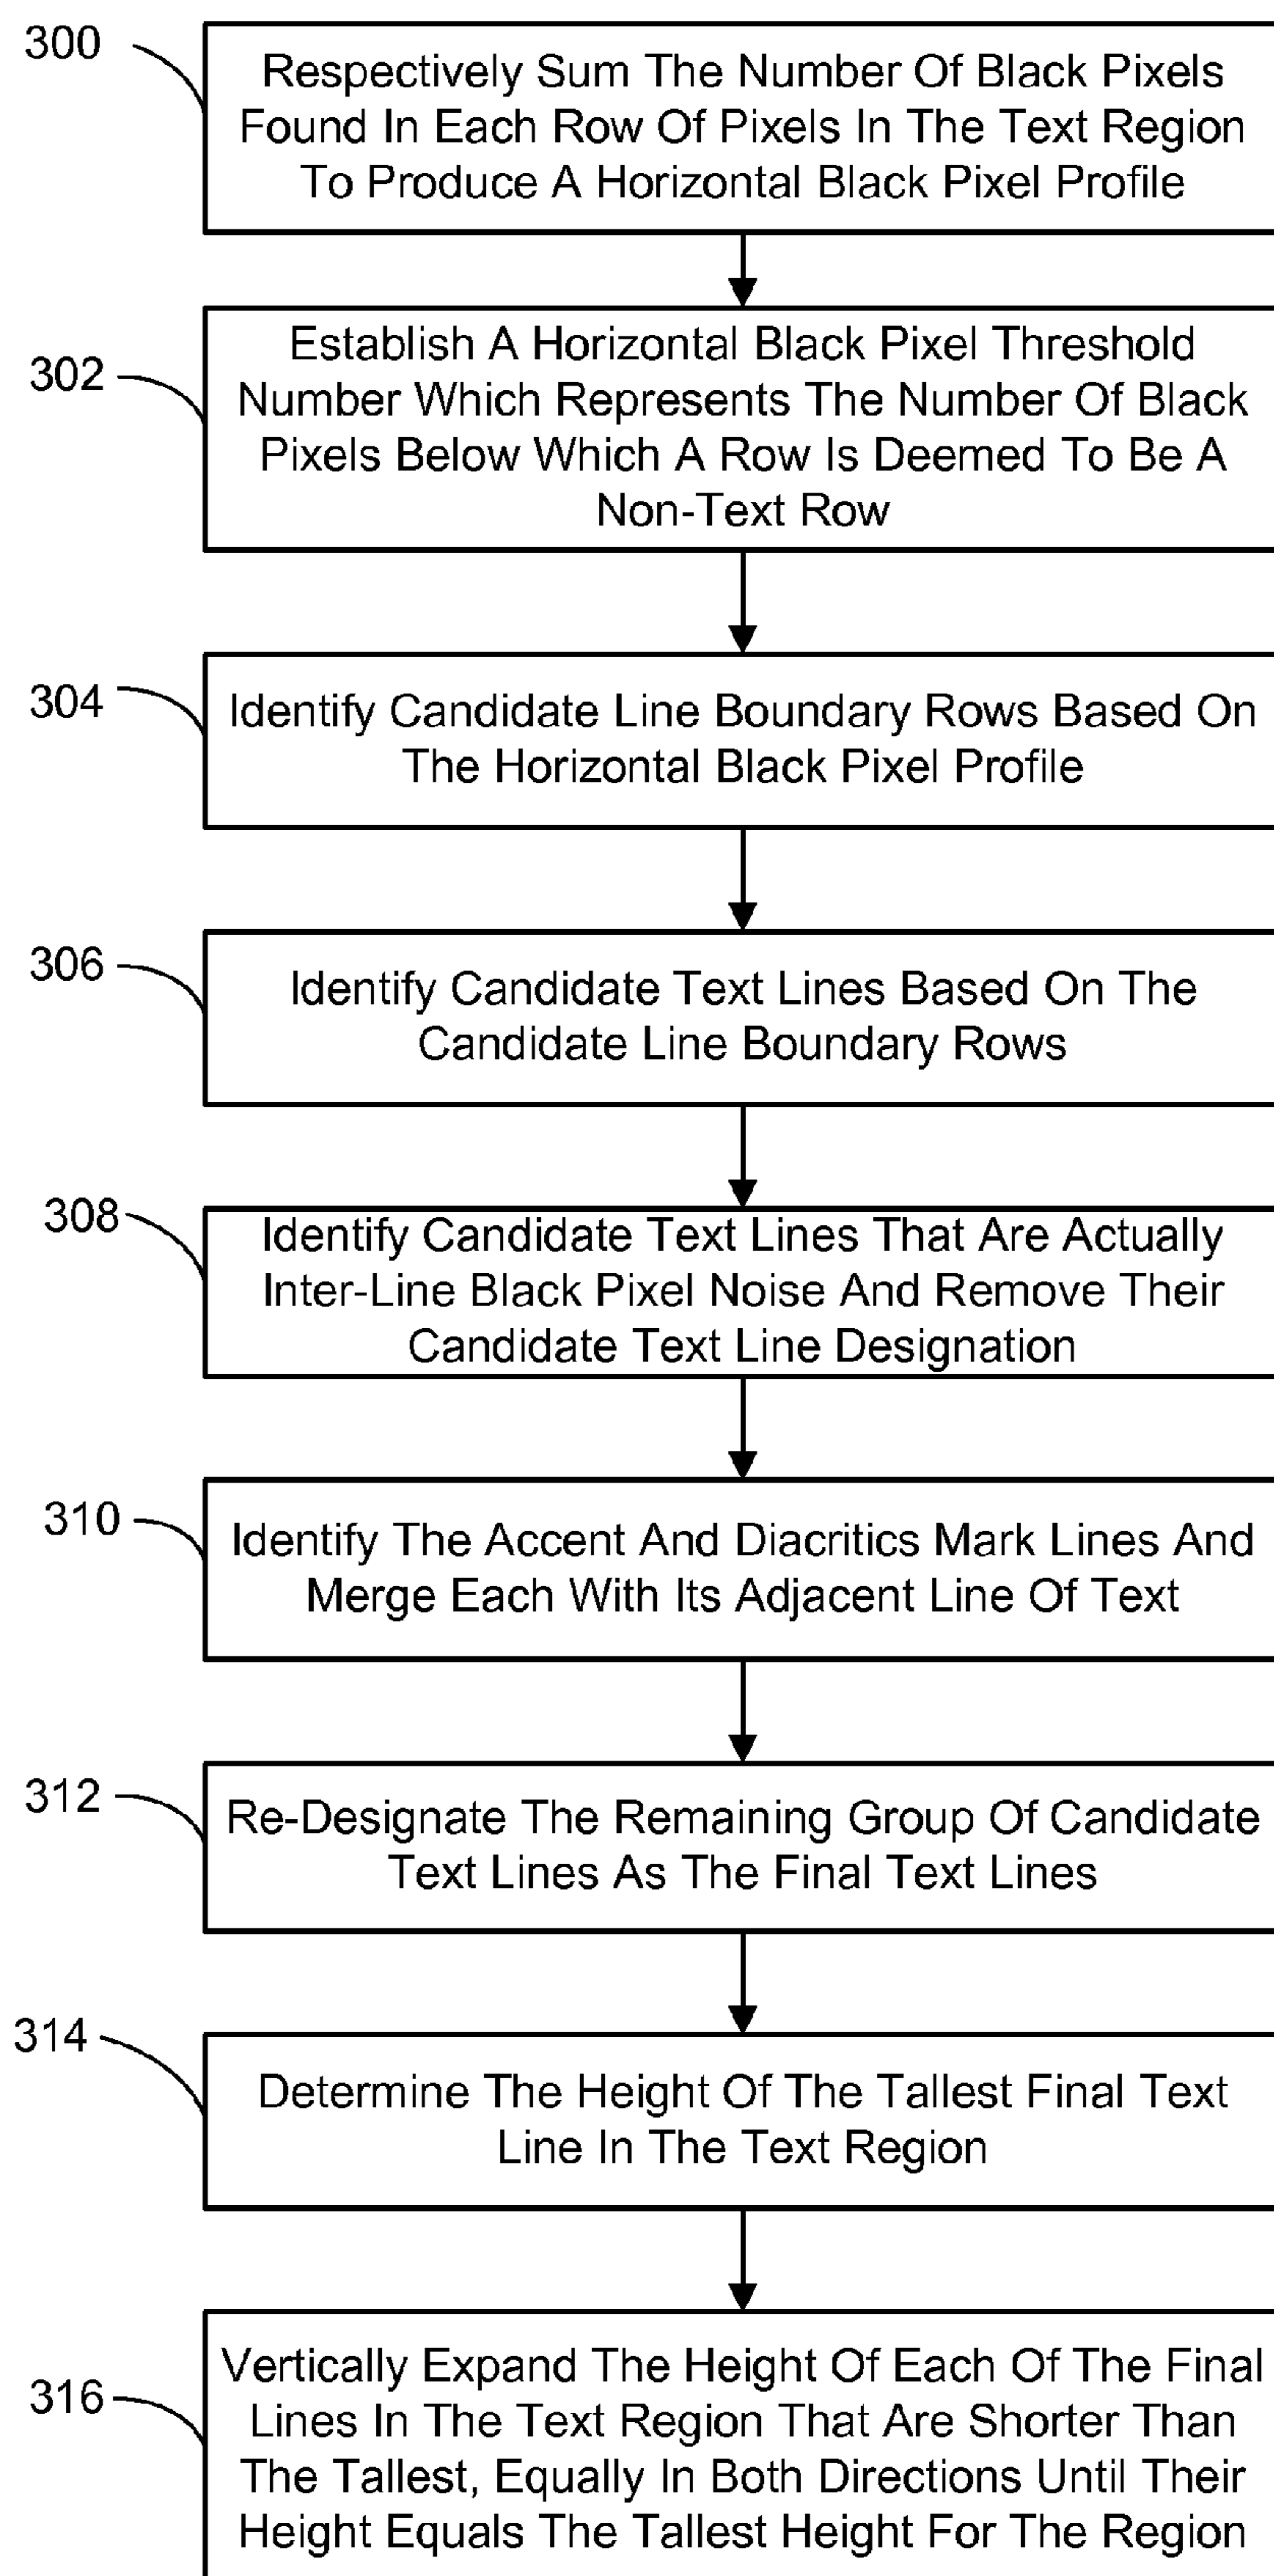 300
Respectively Sum The Number Of Black Pixels
Found In Each Row Of Pixels In The Text Region
To Produce A Horizontal Black Pixel Profile
302
Establish A Horizontal Black Pixel Threshold
Number Which Represents The Number Of Black
Pixels Below Which A Row Is Deemed To Be A
Non-Text Row
304
Identify Candidate Line Boundary Rows Based On
The Horizontal Black Pixel Profile
306
Identify Candidate Text Lines Based On The
Candidate Line Boundary Rows
308
Identify Candidate Text Lines That Are Actually
Inter-Line Black Pixel Noise And Remove Their
Candidate Text Line Designation
310
Identify The Accent And Diacritics Mark Lines And
Merge Each With Its Adjacent Line Of Text
312
Re-Designate The Remaining Group Of Candidate
Text Lines As The Final Text Lines
314
Determine The Height Of The Tallest Final Text
Line In The Text Region
316
Vertically Expand The Height Of Each Of The Final
Lines In The Text Region That Are Shorter Than
The Tallest, Equally In Both Directions Until Their
Height Equals The Tallest Height For The Region